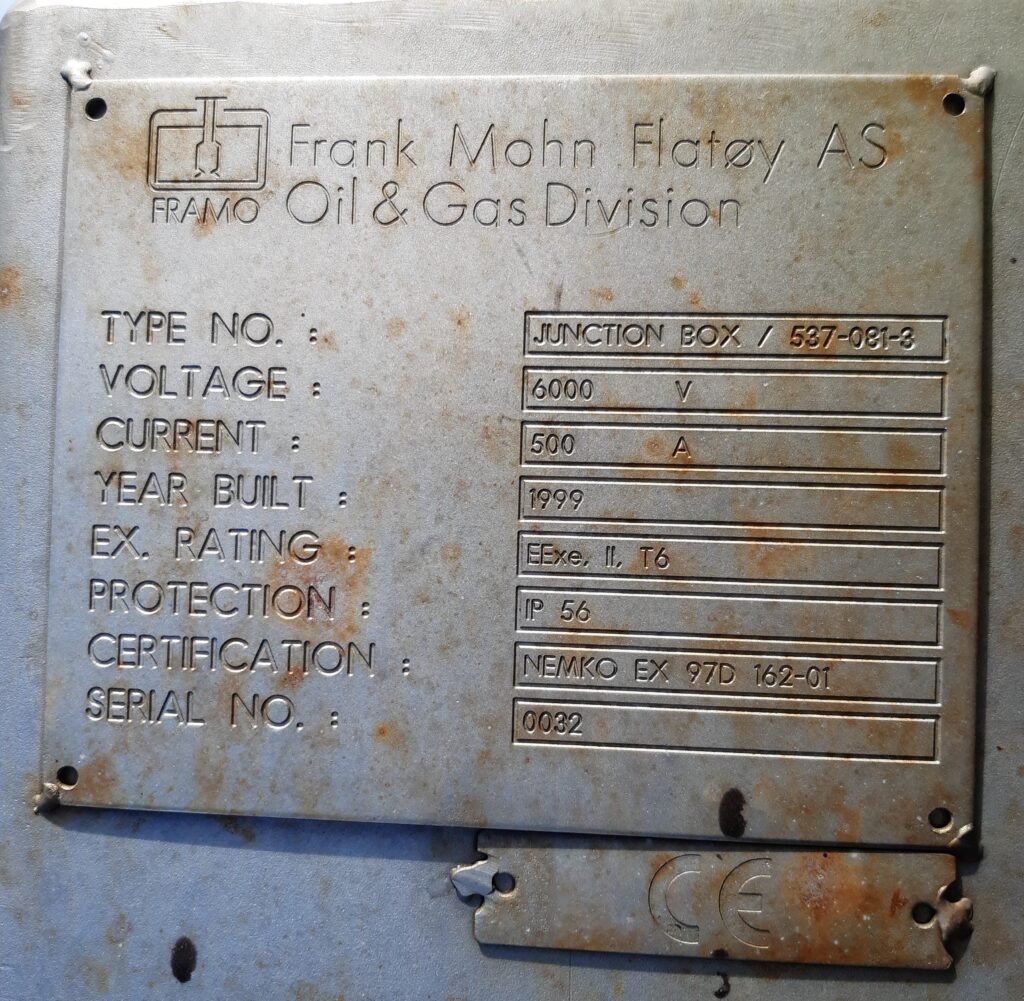 Frank Mohn Flatøy AS
FRAMO Oil & Gas Division
TYPE NO. : JUNCTION BOX / 537-081-3
VOLTAGE : 6000 V
CURRENT : 500 A
YEAR BUILT : 1999
EX. RATING : EExe, II, T6
PROTECTION : IP 56
CERTIFICATION : NEMKO EX 97D 162-01
SERIAL NO. : 0032
CE